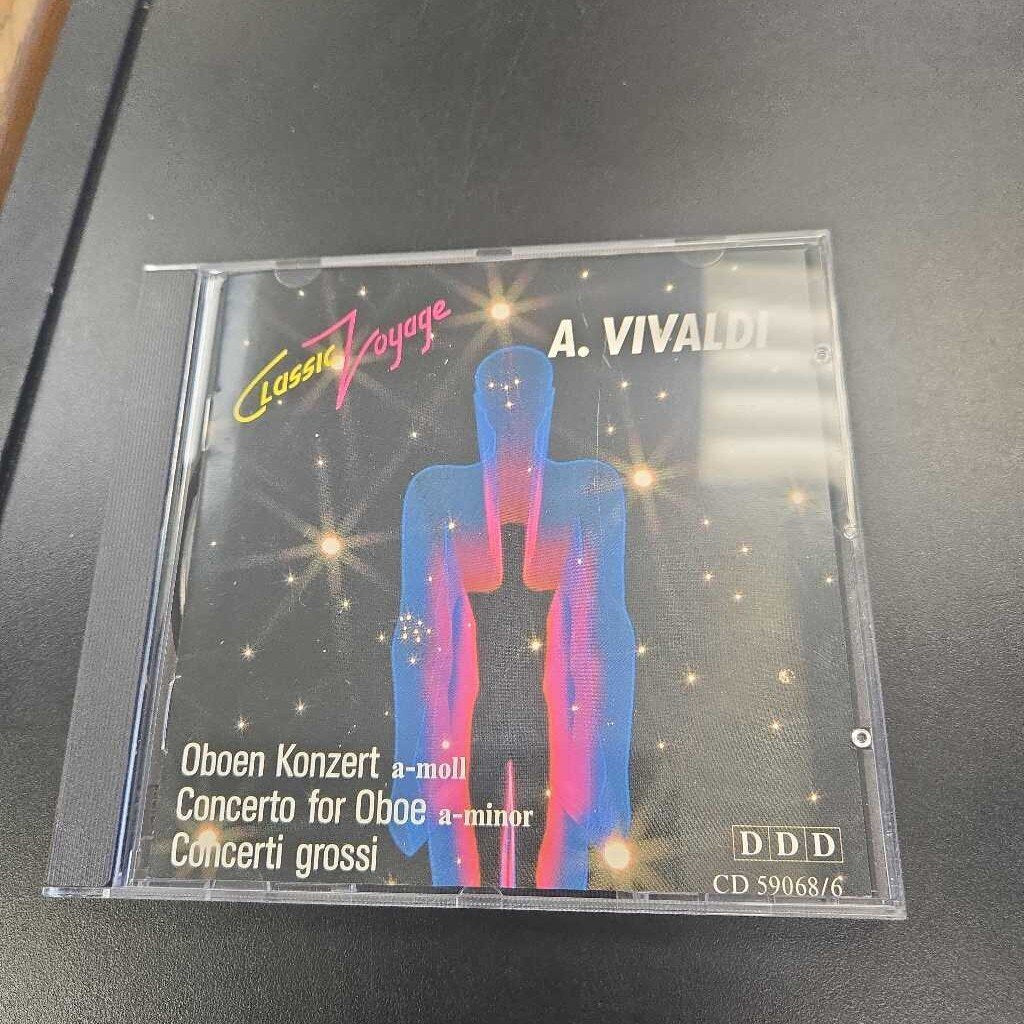 Classic Voyage
A. VIVALDI
Oboen Konzert a-moll
Concerto for Oboe a-minor
Concerti grossi
DDD
CD 59068/6